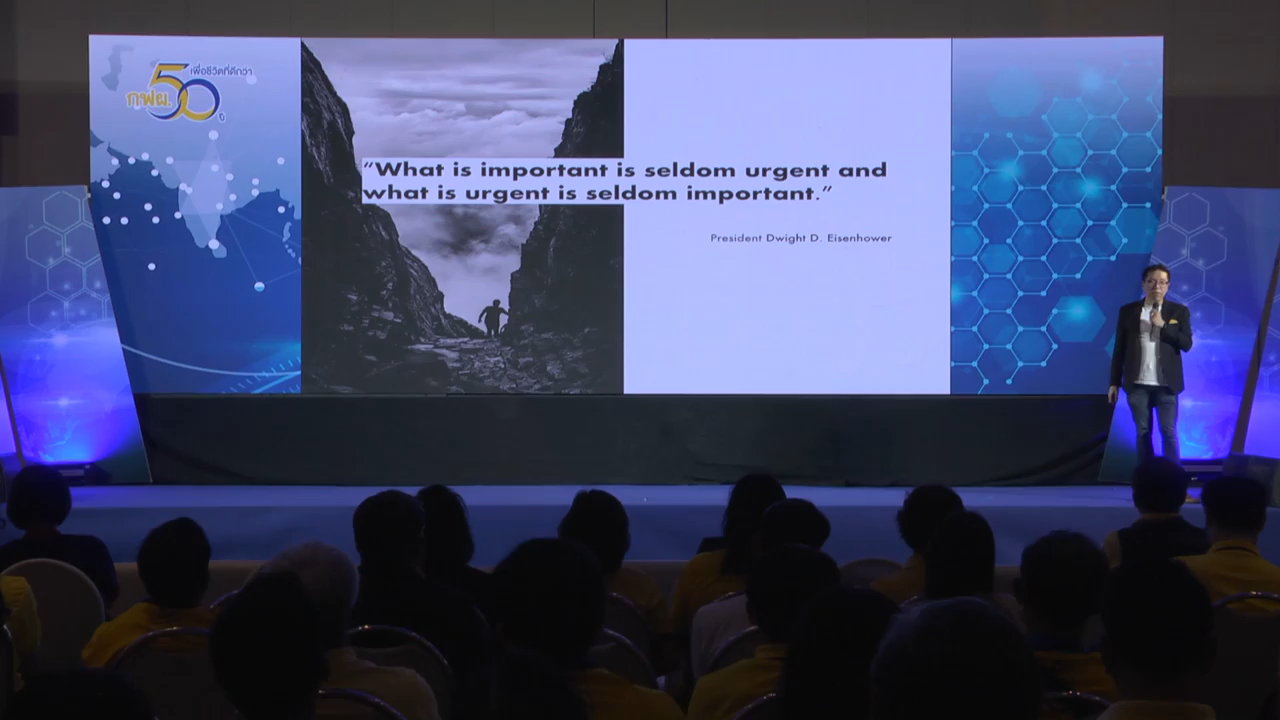 เพื่อชีวิตที่ดีกว่า
กฟผ. 50 ปี
“What is important is seldom urgent and
what is urgent is seldom important.”
President Dwight D. Eisenhower